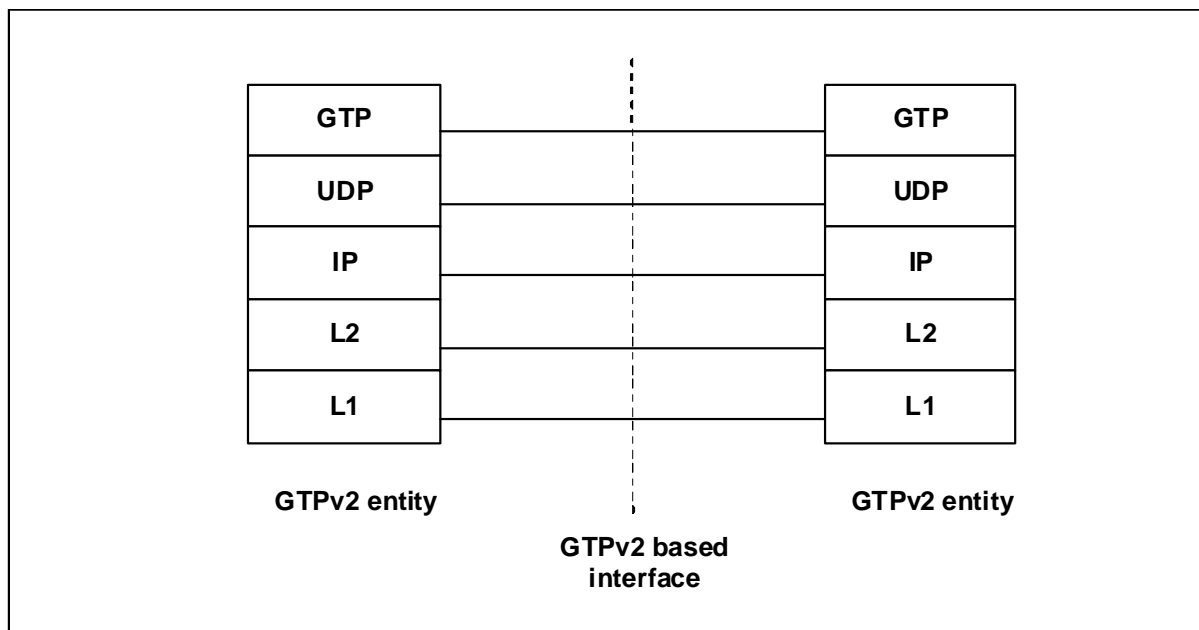 GTP
GTP
UDP
UDP
IP
IP
L2
L2
L1
L1
GTPv2 entity
GTPv2 entity
GTPv2 based
interface